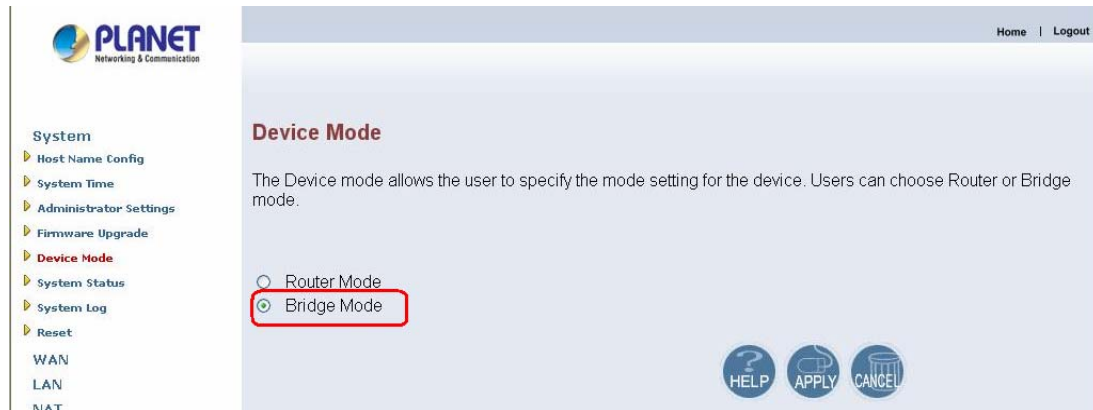 PLANET
Networking & Communication
Home | Logout
System
Host Name Config
System Time
Administrator Settings
Firmware Upgrade
Device Mode
System Status
System Log
Reset
WAN
LAN
NAT
Device Mode
The Device mode allows the user to specify the mode setting for the device. Users can choose Router or Bridge
mode.
Router Mode
Bridge Mode
HELP
APPLY
CANCEL